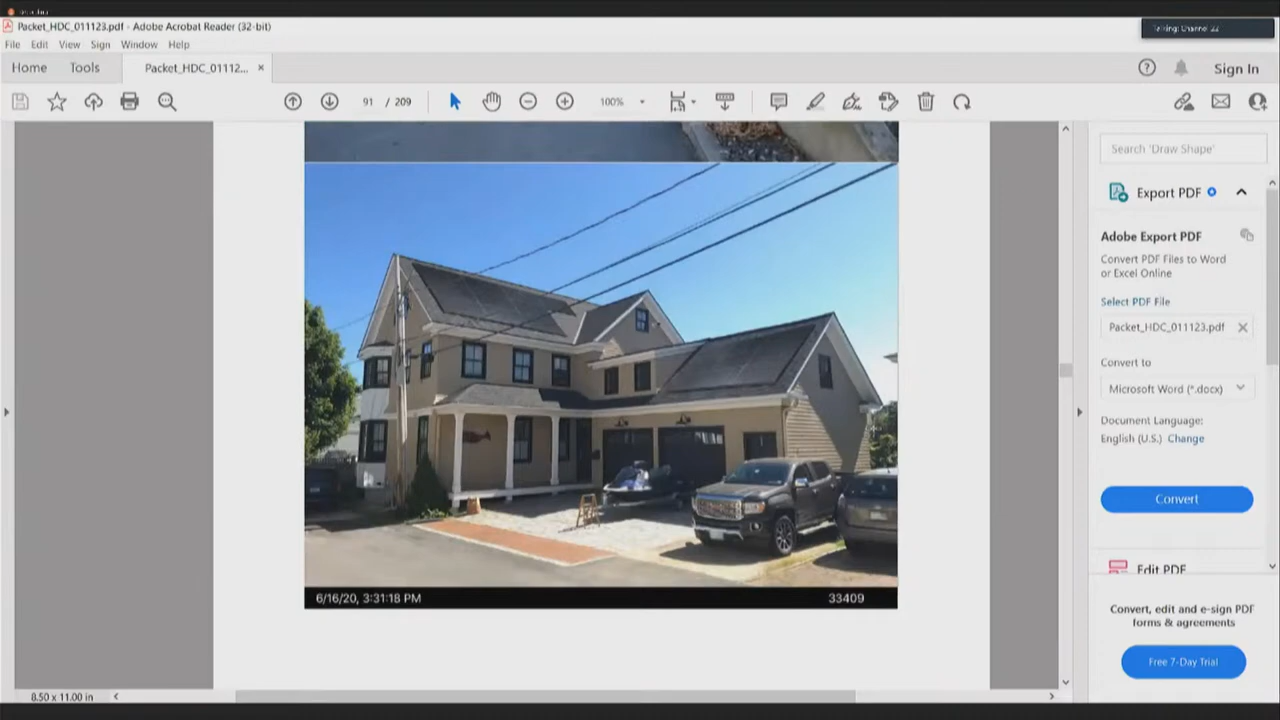 Packet_HDC_011123.pdf - Adobe Acrobat Reader (32-bit)
Talking: Channel 22
File Edit View Sign Window Help
Home Tools Packet_HDC_01112... ×
Sign In
91 / 209 100%
Search 'Draw Shape'
Export PDF
Adobe Export PDF
Convert PDF Files to Word
or Excel Online
Select PDF File
Packet_HDC_011123.pdf
Convert to
Microsoft Word (*.docx)
Document Language:
English (U.S.) Change
Convert
Edit PDF
Convert, edit and e-sign PDF
forms & agreements
Free 7-Day Trial
6/16/20, 3:31:18 PM 33409
8.50 x 11.00 in